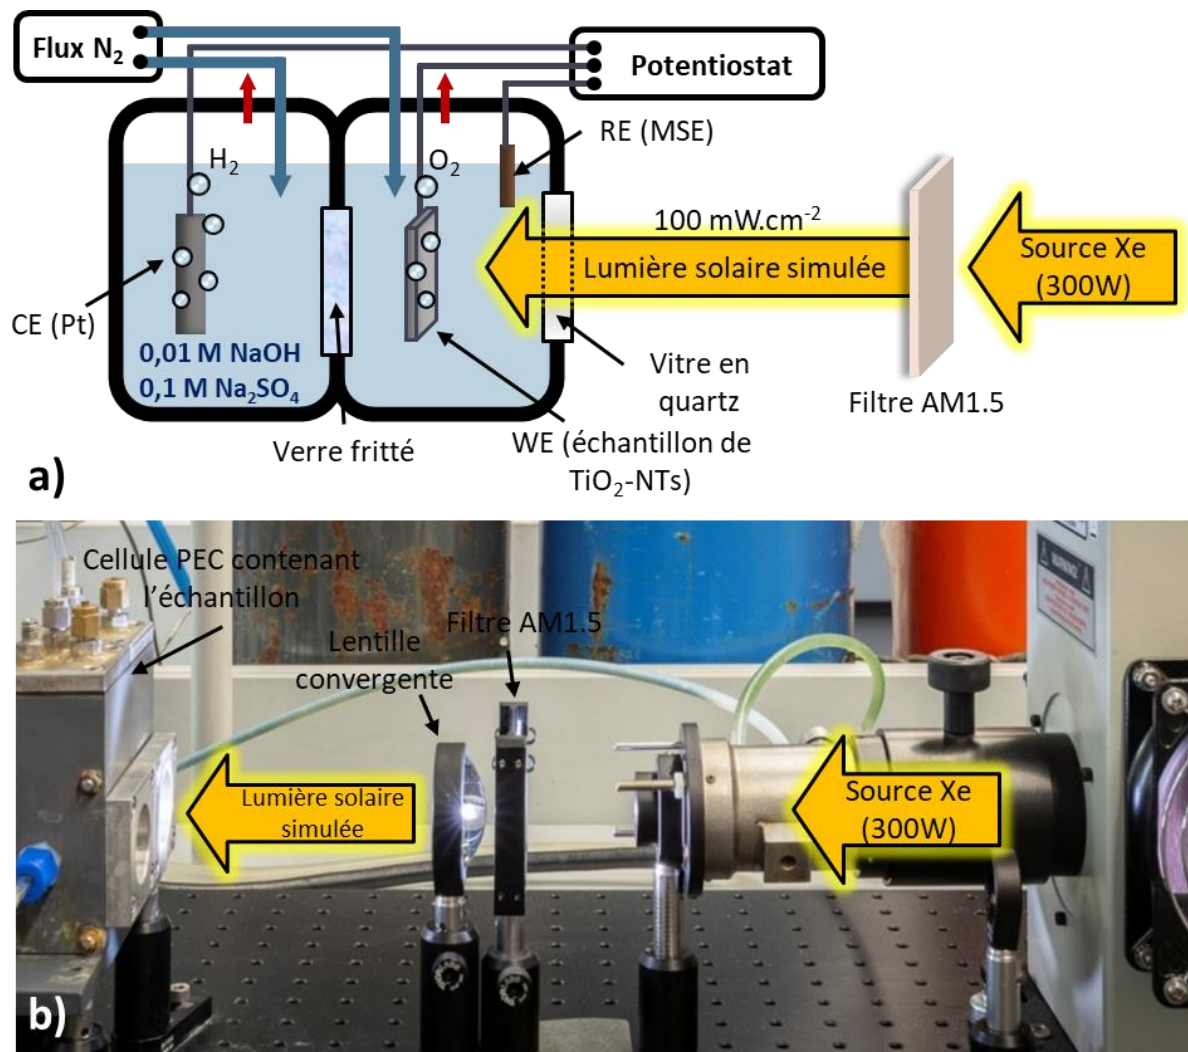 Flux N₂
Potentiostat
RE (MSE)
H₂
O₂
100 mW.cm⁻²
Lumière solaire simulée
Source Xe
(300W)
CE (Pt)
0,01 M NaOH
0,1 M Na₂SO₄
Vitre en
quartz
Filtre AM1.5
Verre fritté
WE (échantillon de
TiO₂-NTs)
a)
Cellule PEC contenant
l'échantillon
Filtre AM1.5
Lentille
convergente
WARNING!
Lumière solaire
simulée
Source Xe
(300W)
b)